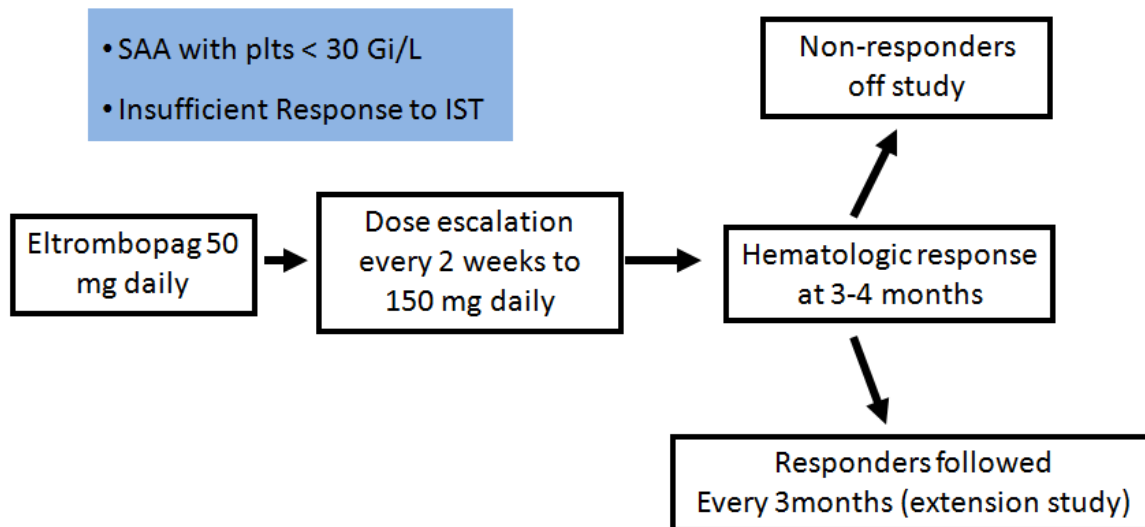 • SAA with plts < 30 Gi/L
• Insufficient Response to IST
Non-responders
off study
Eltrombopag 50
mg daily
Dose escalation
every 2 weeks to
150 mg daily
Hematologic response
at 3-4 months
Responders followed
Every 3months (extension study)